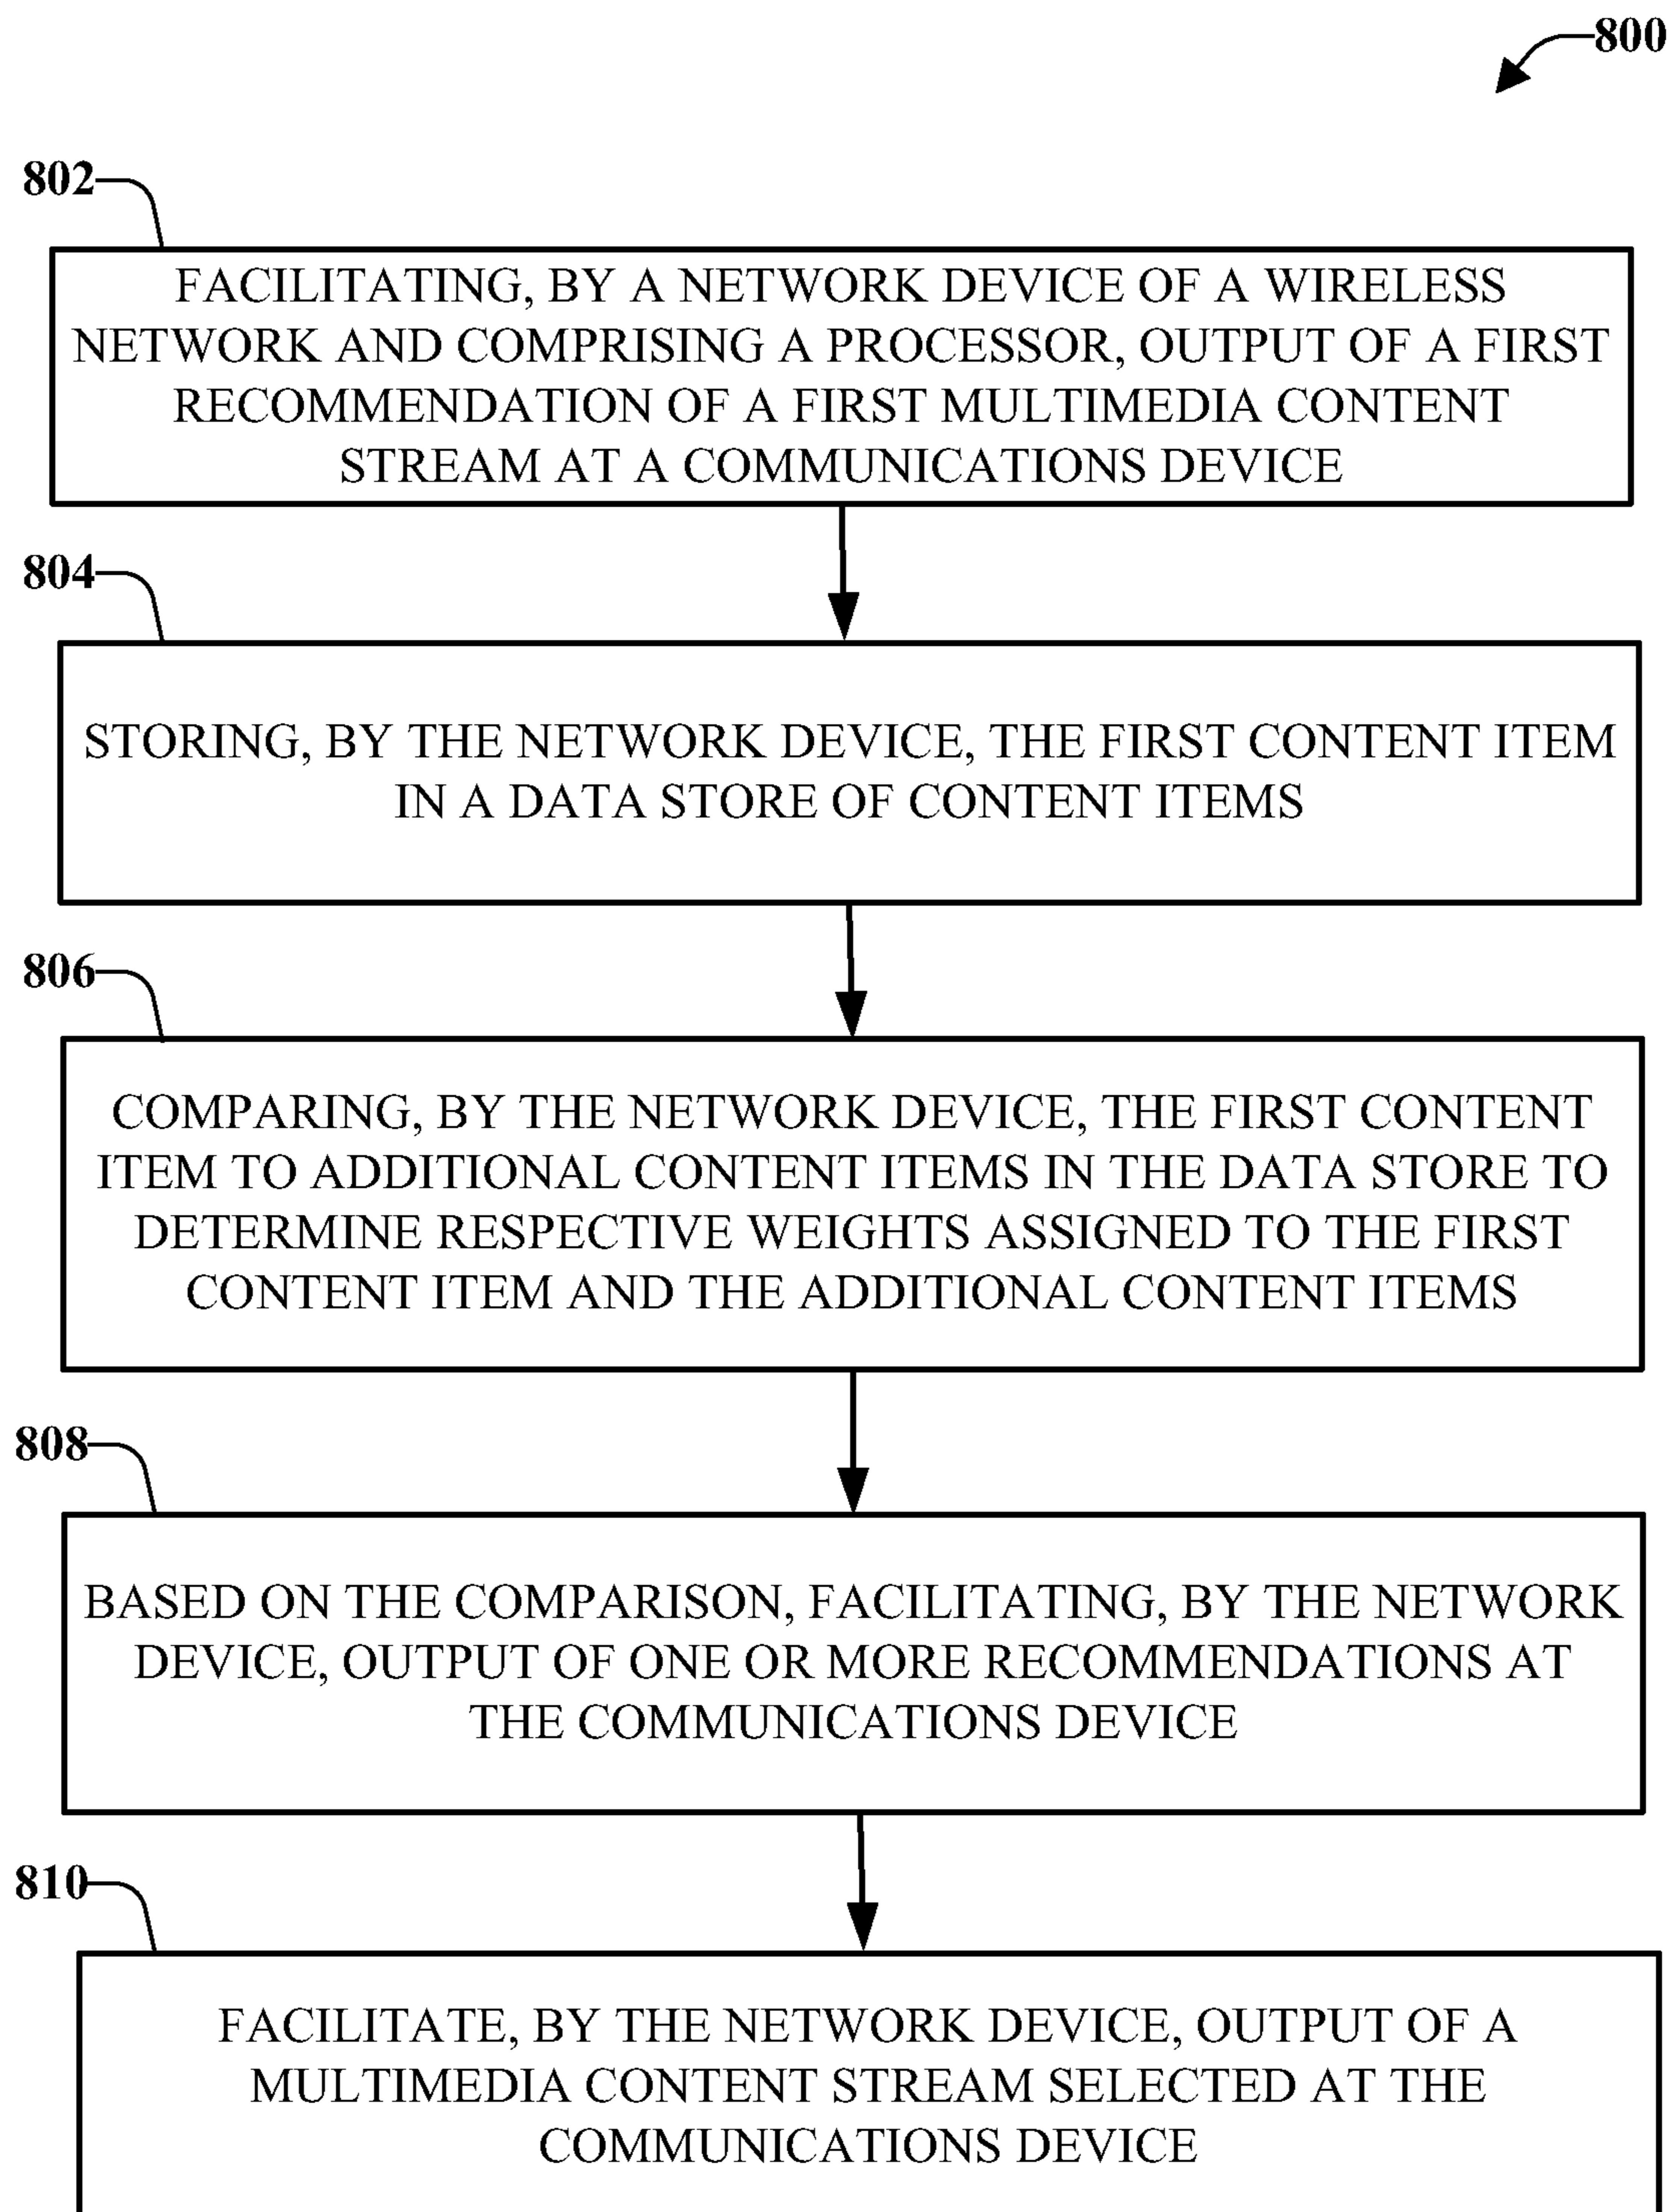 800
802
FACILITATING, BY A NETWORK DEVICE OF A WIRELESS
NETWORK AND COMPRISING A PROCESSOR, OUTPUT OF A FIRST
RECOMMENDATION OF A FIRST MULTIMEDIA CONTENT
STREAM AT A COMMUNICATIONS DEVICE
804
STORING, BY THE NETWORK DEVICE, THE FIRST CONTENT ITEM
IN A DATA STORE OF CONTENT ITEMS
806
COMPARING, BY THE NETWORK DEVICE, THE FIRST CONTENT
ITEM TO ADDITIONAL CONTENT ITEMS IN THE DATA STORE TO
DETERMINE RESPECTIVE WEIGHTS ASSIGNED TO THE FIRST
CONTENT ITEM AND THE ADDITIONAL CONTENT ITEMS
808
BASED ON THE COMPARISON, FACILITATING, BY THE NETWORK
DEVICE, OUTPUT OF ONE OR MORE RECOMMENDATIONS AT
THE COMMUNICATIONS DEVICE
810
FACILITATE, BY THE NETWORK DEVICE, OUTPUT OF A
MULTIMEDIA CONTENT STREAM SELECTED AT THE
COMMUNICATIONS DEVICE